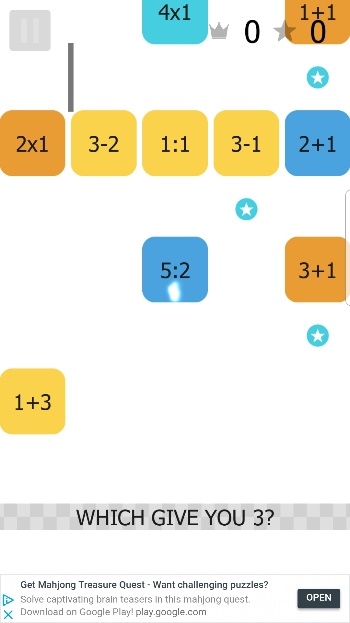 4x1
1+1
0
0
2x1
3-2
1:1
3-1
2+1
5:2
3+1
1+3
WHICH GIVE YOU 3?
Get Mahjong Treasure Quest - Want challenging puzzles?
Solve captivating brain teasers in this mahjong quest.
Download on Google Play! play.google.com
OPEN